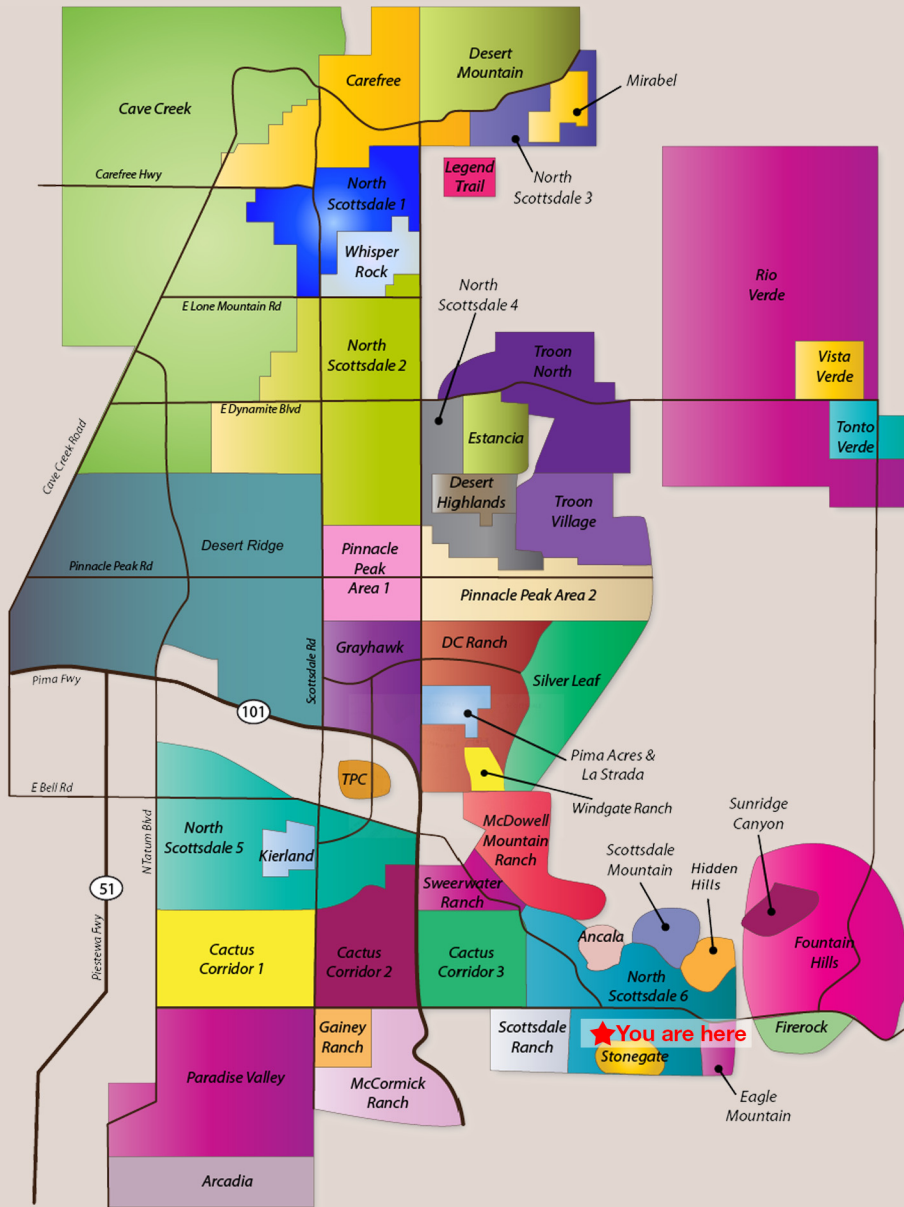 Desert
Mountain
Carefree
Mirabel
Cave Creek
Carefree Hwy
Legend
Trail
North
Scottsdale 3
North
Scottsdale 1
Whisper
Rock
Rio
Verde
North
Scottsdale 4
E Lone Mountain Rd
North
Scottsdale 2
Troon
North
Vista
Verde
E Dynamite Blvd
Tonto
Verde
Estancia
Cave Creek Road
Desert
Highlands
Troon
Village
Desert Ridge
Pinnacle
Peak
Area 1
Pinnacle Peak Rd
Pinnacle Peak Area 2
Scottsdale Rd
Grayhawk
DC Ranch
Silver Leaf
Pima Fwy
101
Pima Acres &
La Strada
TPC
E Bell Rd
Windgate Ranch
N Tatum Blvd
North
Scottsdale 5
Kierland
McDowell
Mountain
Ranch
Sunridge
Canyon
Scottsdale
Mountain
Hidden
Hills
51
Piestewa Fwy
Sweerwater
Ranch
Cactus
Corridor 1
Cactus
Corridor 2
Cactus
Corridor 3
Ancala
North
Scottsdale 6
Fountain
Hills
Gainey
Ranch
Scottsdale
Ranch
You are here
Stonegate
Firerock
Paradise Valley
McCormick
Ranch
Eagle
Mountain
Arcadia